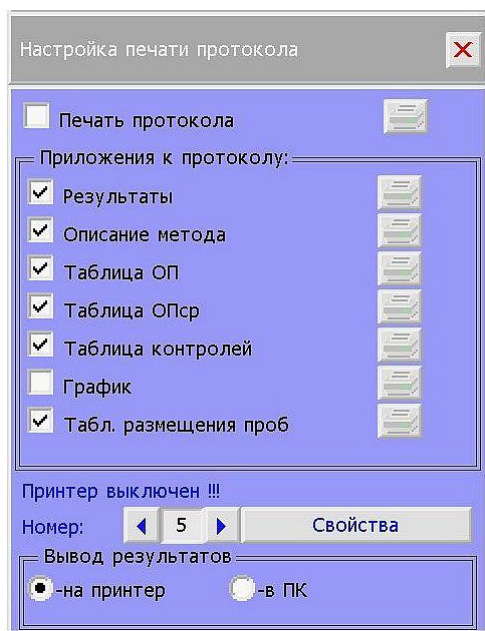 Настройка печати протокола
Печать протокола
Приложения к протоколу:
Результаты
Описание метода
Таблица ОП
Таблица ОПср
Таблица контролей
График
Табл. размещения проб
Принтер выключен !!!
Номер: 5 Свойства
Вывод результатов
-на принтер -в ПК